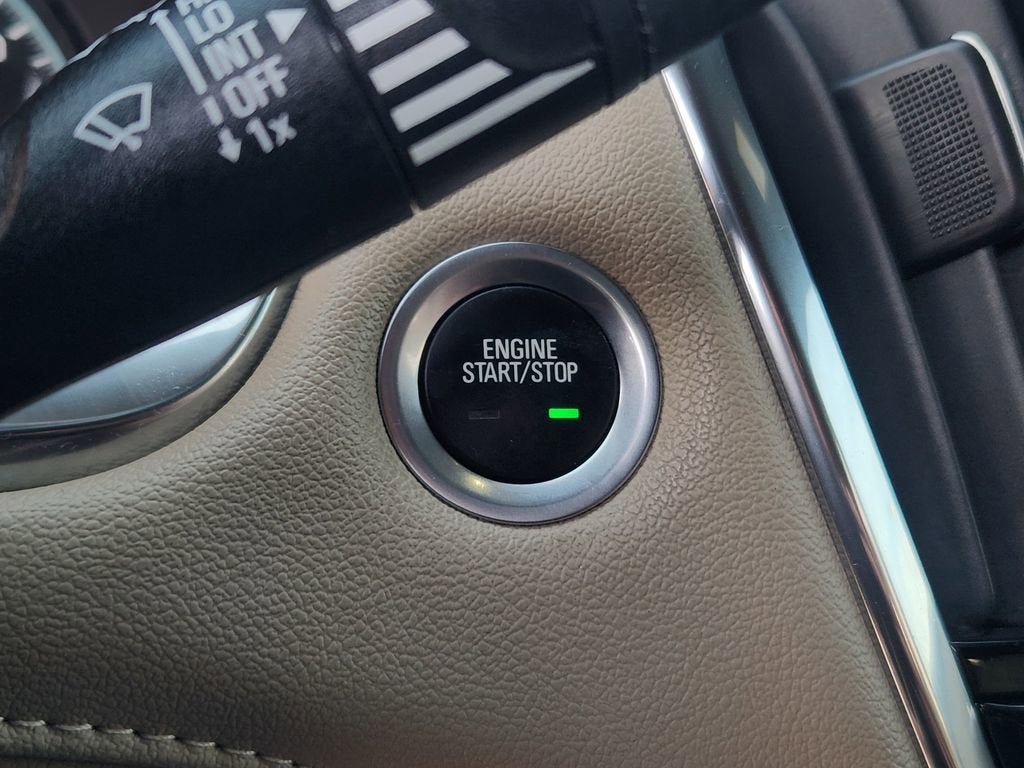 LO
INT
OFF
1x
ENGINE
START/STOP